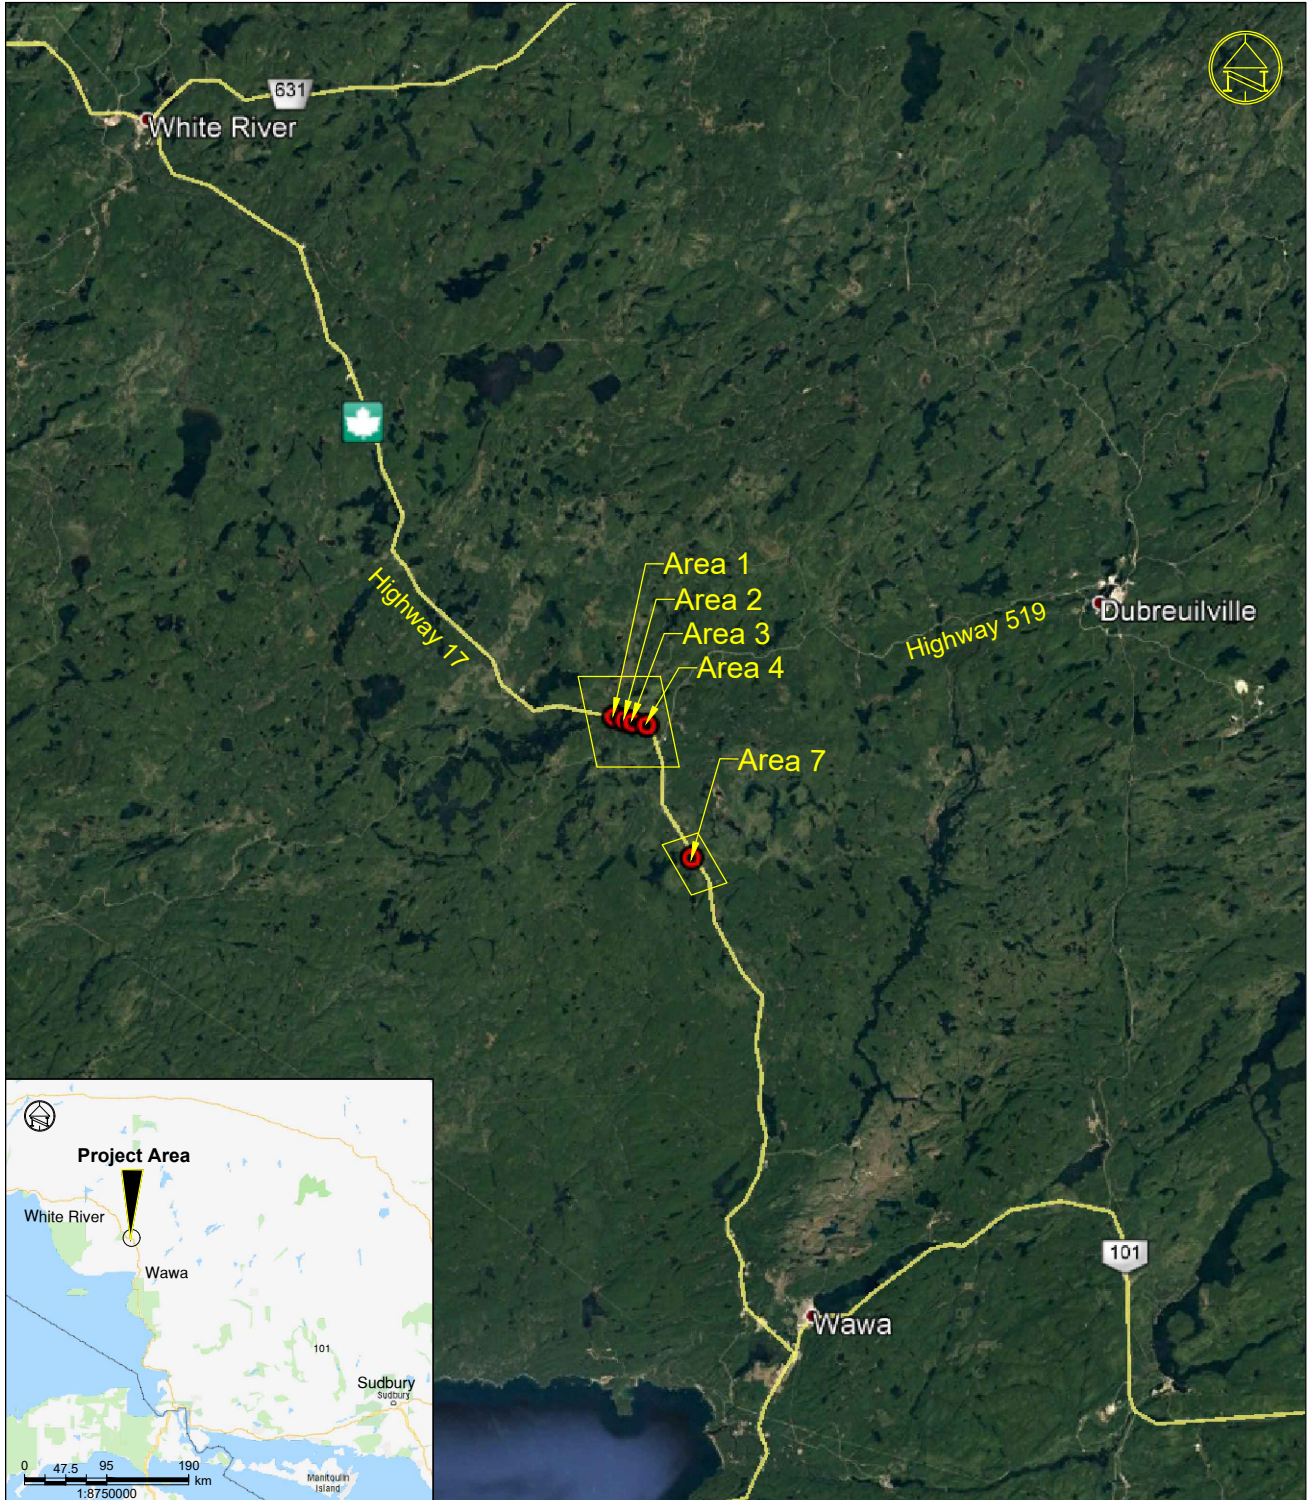 N
631
White River
Area 1
Area 2
Area 3
Area 4
Highway 17
Highway 519
Dubreuilville
Area 7
101
Wawa
N
Project Area
White River
Wawa
101
Sudbury
Sudbury
Manitoulin
Island
0 47.5 95 190
km
1:8750000